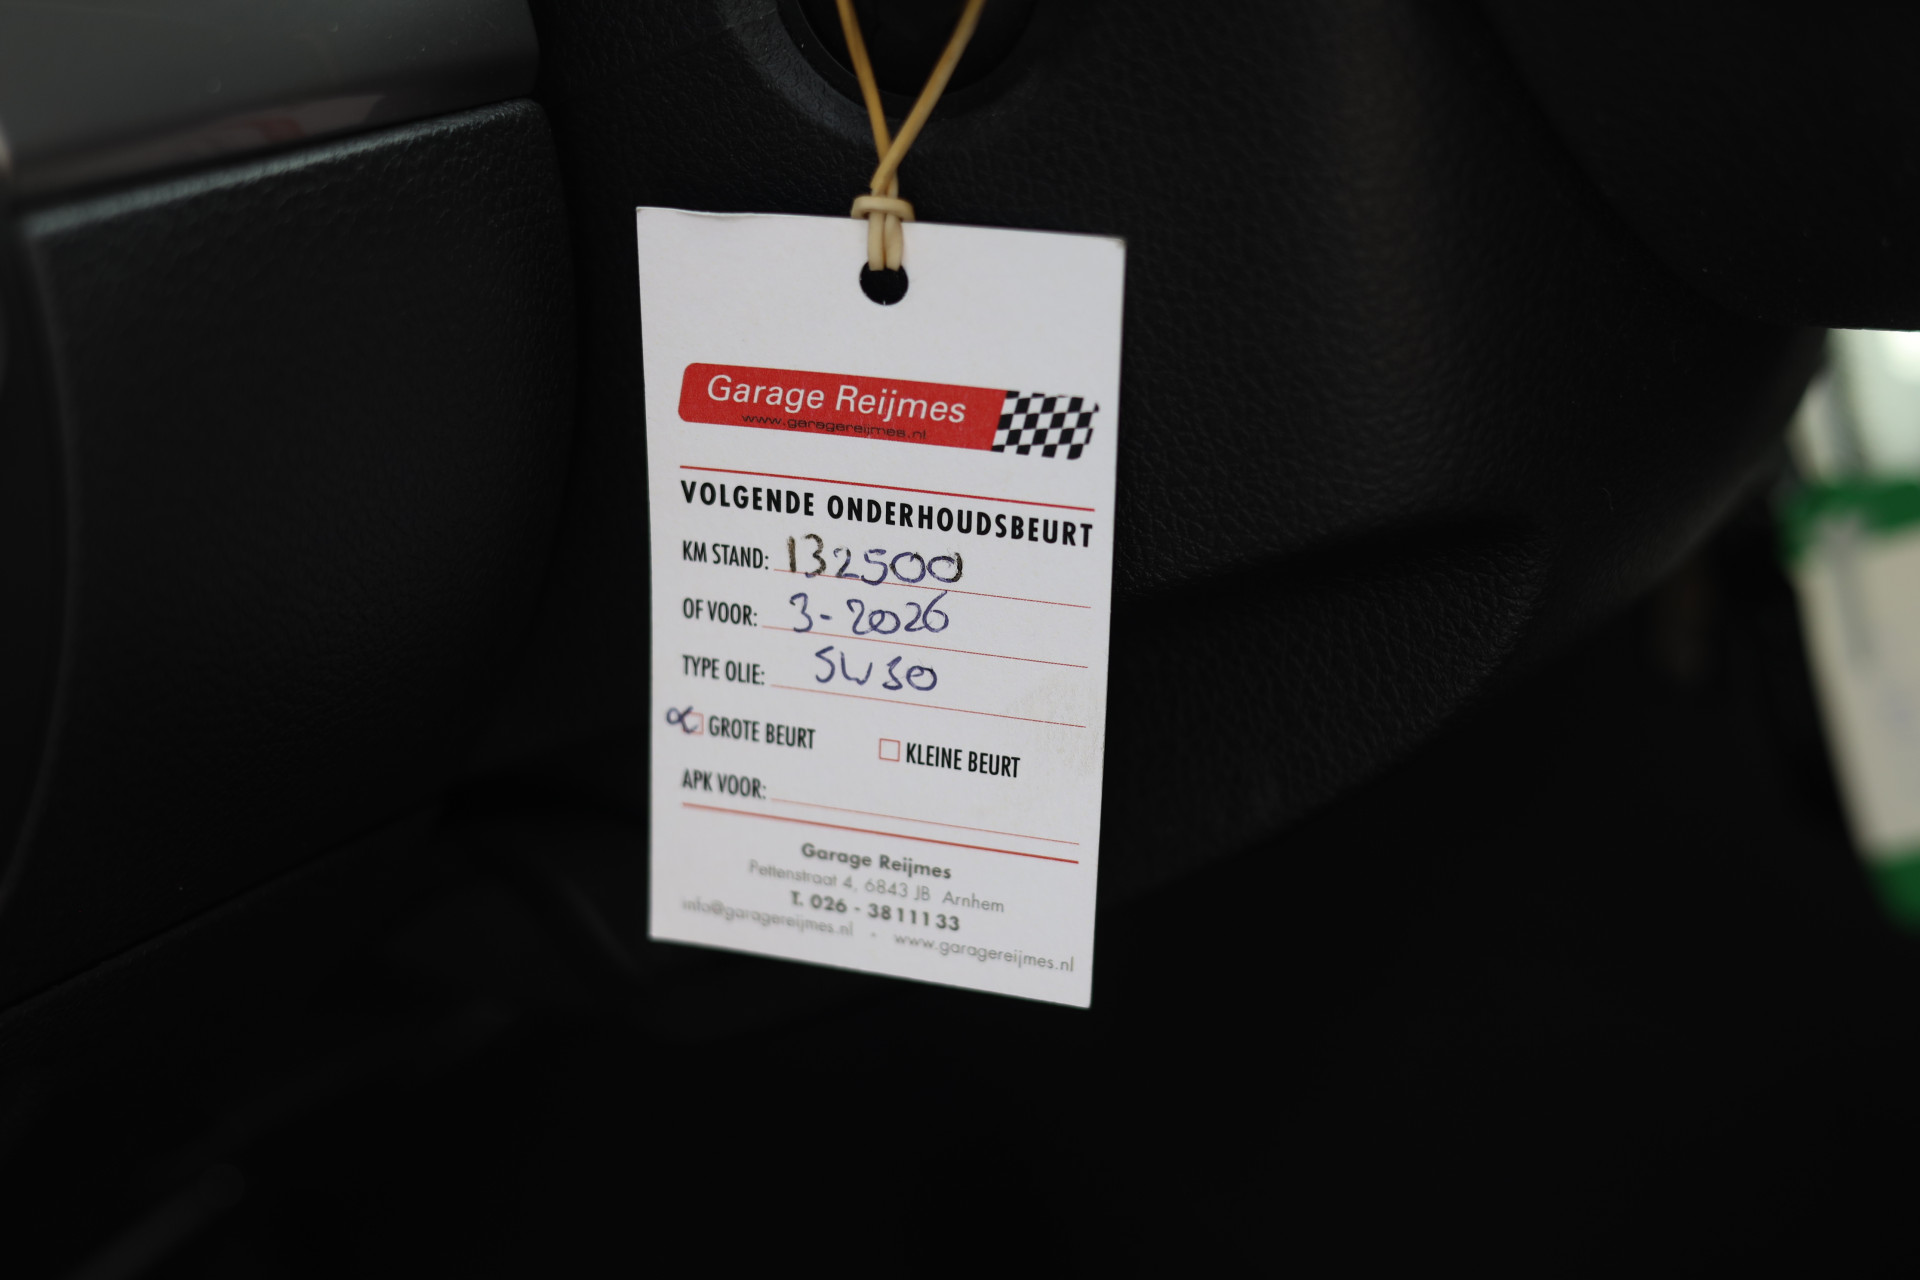 Garage Reijmes
www.garagereijmes.nl
VOLGENDE ONDERHOUDSBEURT
KM STAND: 132500
OF VOOR: 3-2026
TYPE OLIE: 5W30
GROTE BEURT KLEINE BEURT
APK VOOR:
Garage Reijmes
Pettenstraat 4, 6843 JB Arnhem
T. 026 - 3811133
info@garagereijmes.nl - www.garagereijmes.nl